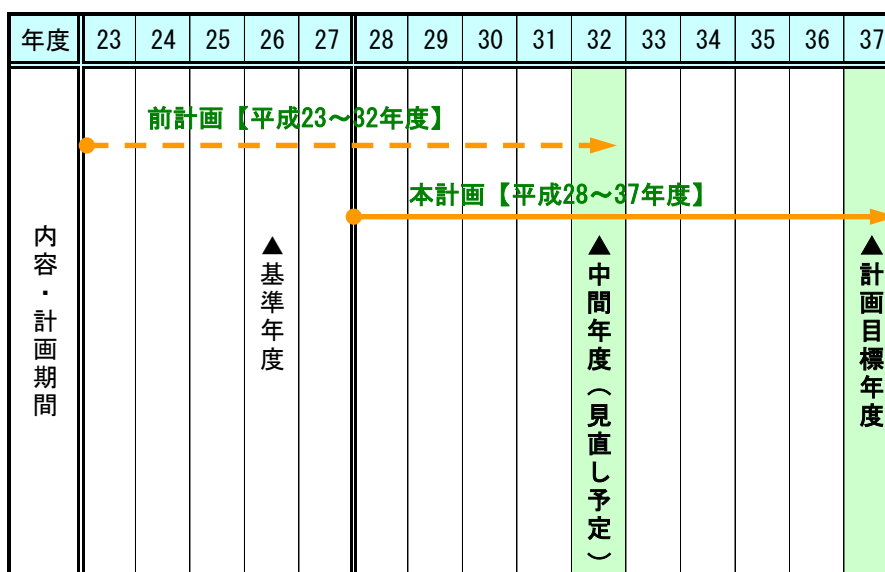 年度 23 24 25 26 27 28 29 30 31 32 33 34 35 36 37
前計画【平成23～32年度】
本計画【平成28～37年度】
内容・計画期間
▲基準年度
▲中間年度（見直し予定）
▲計画目標年度